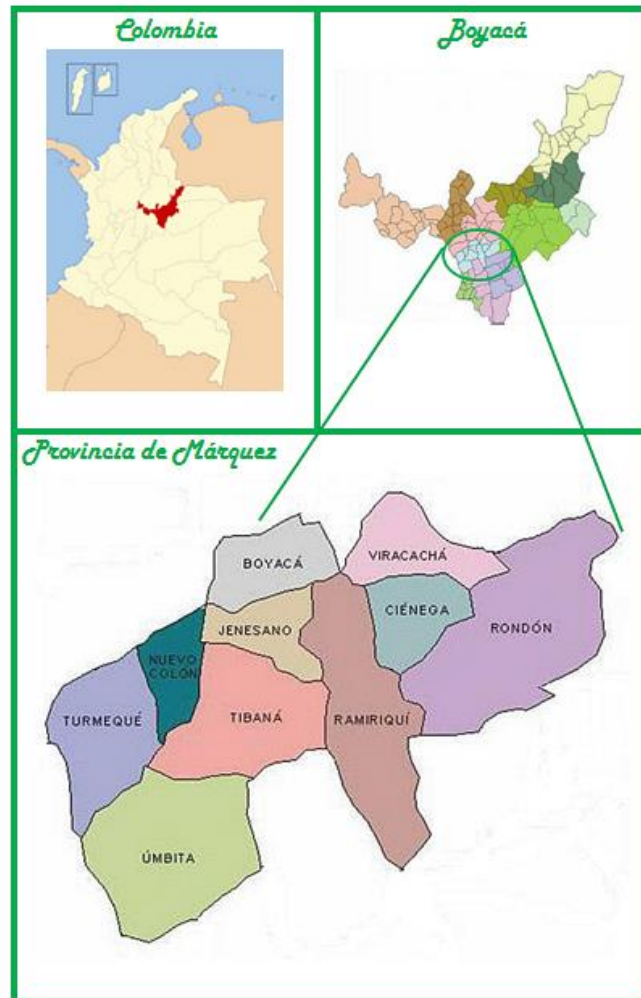 Colombia
Boyacá
Provincia de Márquez
BOYACÁ
VIRACACHÁ
CIÉNEGA
JENESANO
RONDÓN
NUEVO
COLÓN
TURMEQUÉ
TIBANÁ
RAMIRIQUÍ
ÚMBITA